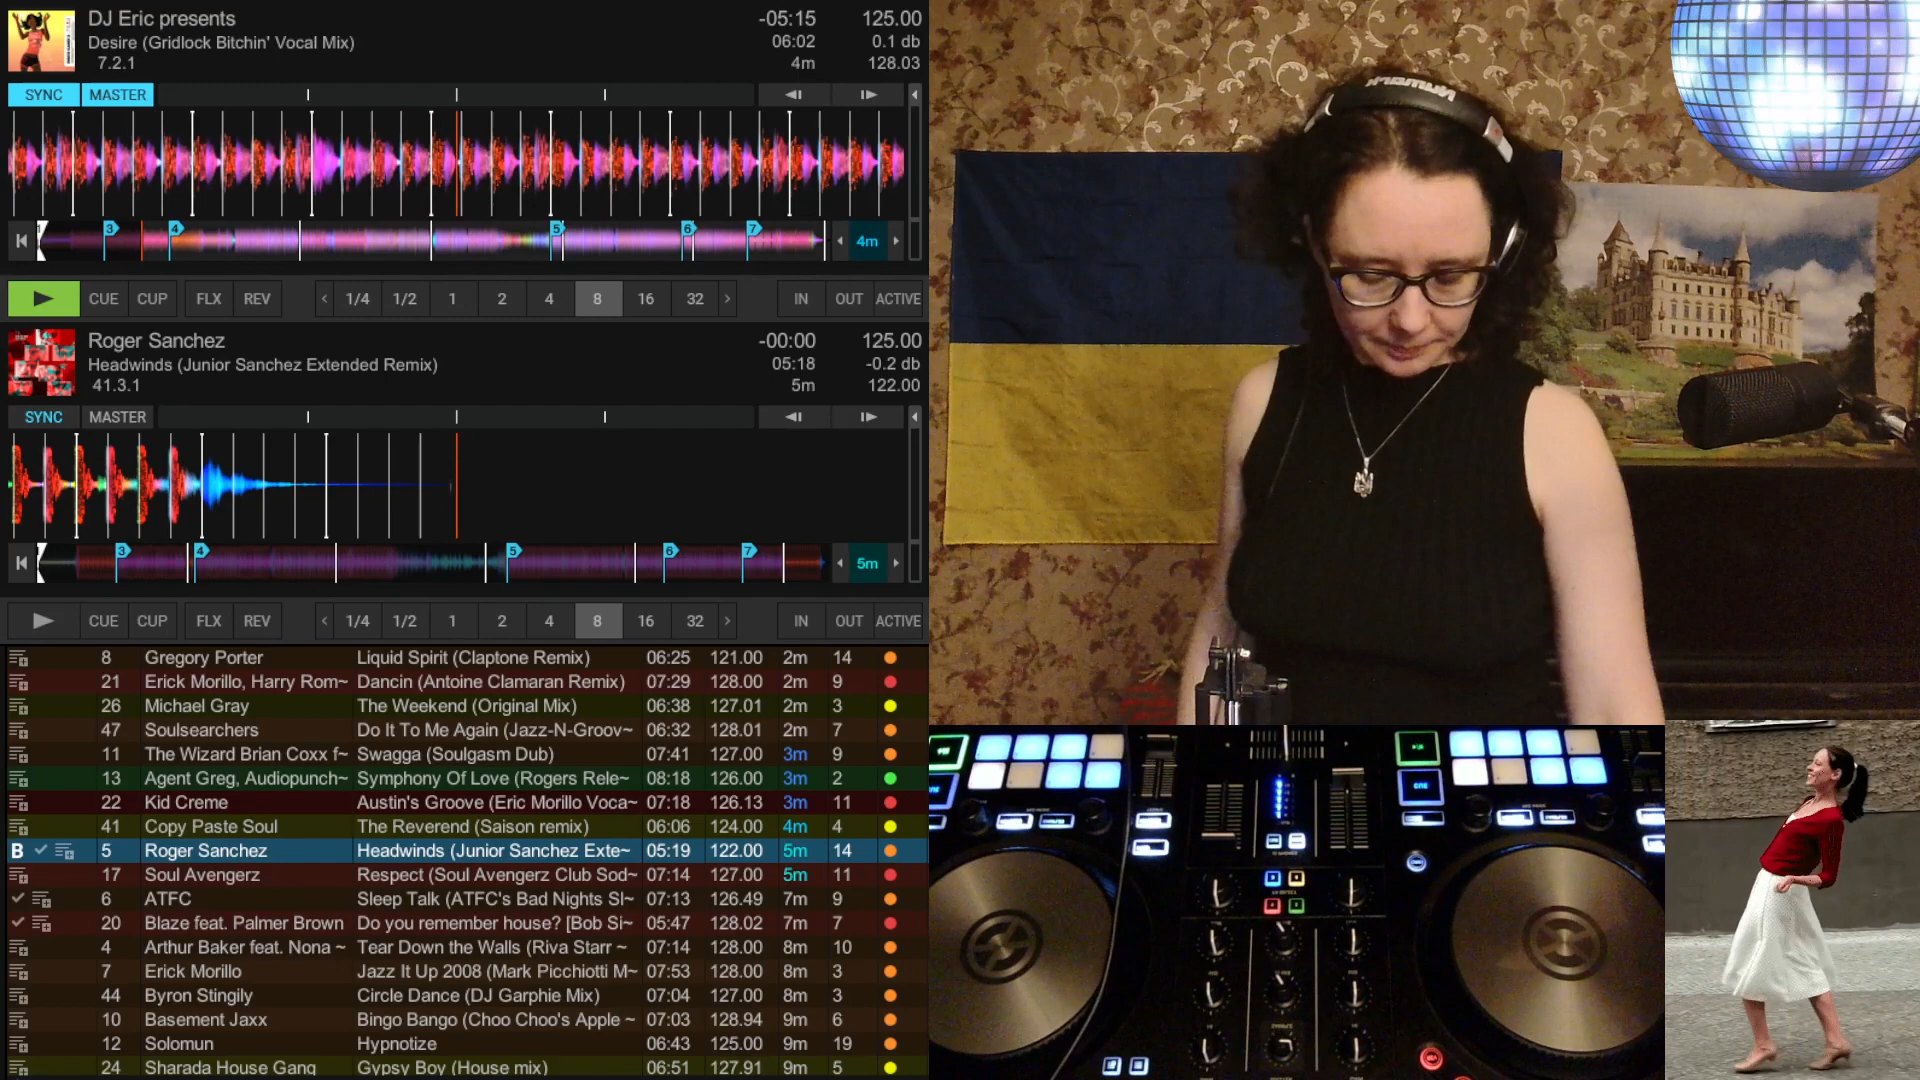 DJ Eric presents -05:15 125.00
Desire (Gridlock Bitchin' Vocal Mix) 06:02 0.1 db
7.2.1 4m 128.03
SYNC MASTER
3 4 5 6 7 4m
CUE CUP FLX REV 1/4 1/2 1 2 4 8 16 32 IN OUT ACTIVE
Roger Sanchez -00:00 125.00
Headwinds (Junior Sanchez Extended Remix) 05:18 -0.2 db
41.3.1 5m 122.00
SYNC MASTER
3 4 5 6 7 5m
CUE CUP FLX REV 1/4 1/2 1 2 4 8 16 32 IN OUT ACTIVE
8 Gregory Porter Liquid Spirit (Claptone Remix) 06:25 121.00 2m 14
21 Erick Morillo, Harry Rom~ Dancin (Antoine Clamaran Remix) 07:29 128.00 2m 9
26 Michael Gray The Weekend (Original Mix) 06:38 127.01 2m 3
47 Soulsearchers Do It To Me Again (Jazz-N-Groov~ 06:32 128.01 2m 7
11 The Wizard Brian Coxx f~ Swagga (Soulgasm Dub) 07:41 127.00 3m 9
13 Agent Greg, Audiopunch~ Symphony Of Love (Rogers Rele~ 08:18 126.00 3m 2
22 Kid Creme Austin's Groove (Eric Morillo Voca~ 07:18 126.13 3m 11
41 Copy Paste Soul The Reverend (Saison remix) 06:06 124.00 4m 4
B 5 Roger Sanchez Headwinds (Junior Sanchez Exte~ 05:19 122.00 5m 14
17 Soul Avengerz Respect (Soul Avengerz Club Sod~ 07:14 127.00 5m 11
6 ATFC Sleep Talk (ATFC's Bad Nights Sl~ 07:13 126.49 7m 9
20 Blaze feat. Palmer Brown Do you remember house? [Bob Si~ 05:47 128.02 7m 7
4 Arthur Baker feat. Nona ~ Tear Down the Walls (Riva Starr ~ 07:14 128.00 8m 10
7 Erick Morillo Jazz It Up 2008 (Mark Picchiotti M~ 07:53 128.00 8m 3
44 Byron Stingily Circle Dance (DJ Garphie Mix) 07:04 127.00 8m 3
10 Basement Jaxx Bingo Bango (Choo Choo's Apple ~ 07:03 128.94 9m 6
12 Solomun Hypnotize 06:43 125.00 9m 19
24 Sharada House Gang Gypsy Boy (House mix) 06:51 127.91 9m 5
numark